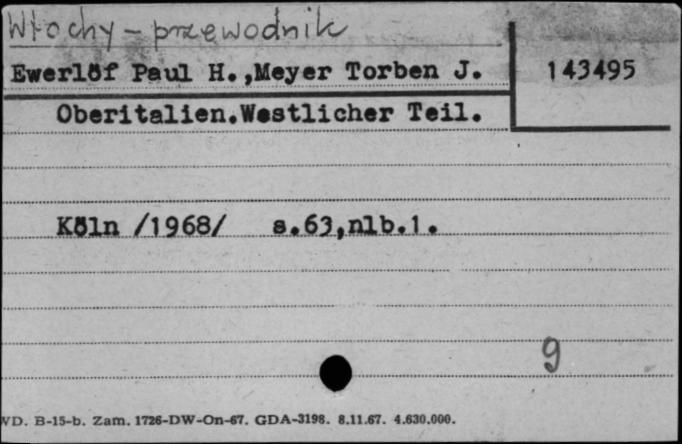 Włochy - przewodnik
Ewerlöf Paul H.,Meyer Torben J.
143495
Oberitalien.Westlicher Teil.
Köln /1968/ s.63,nlb.1.
9
WD. B-15-b. Zam. 1726-DW-On-67. GDA-3198. 8.11.67. 4.630.000.